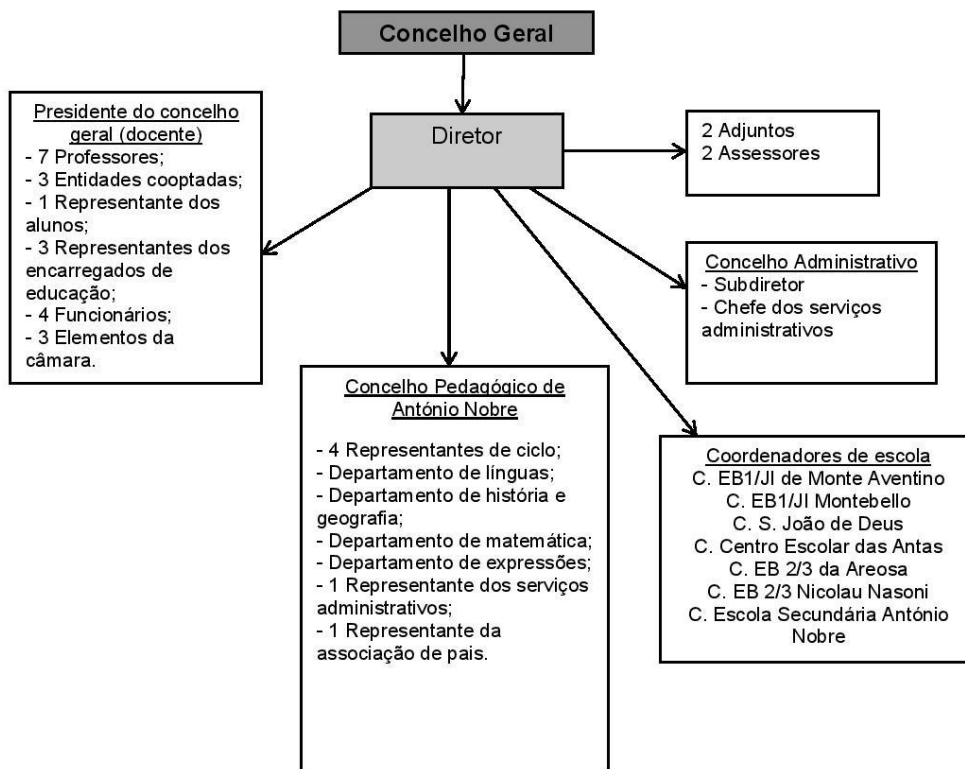 Concelho Geral
Diretor
Presidente do concelho
geral (docente)
- 7 Professores;
- 3 Entidades cooptadas;
- 1 Representante dos
alunos;
- 3 Representantes dos
encarregados de
educação;
- 4 Funcionários;
- 3 Elementos da
câmara.
2 Adjuntos
2 Assessores
Concelho Administrativo
- Subdiretor
- Chefe dos serviços
administrativos
Concelho Pedagógico de
António Nobre
- 4 Representantes de ciclo;
- Departamento de línguas;
- Departamento de história e
geografia;
- Departamento de matemática;
- Departamento de expressões;
- 1 Representante dos serviços
administrativos;
- 1 Representante da
associação de pais.
Coordenadores de escola
C. EB1/JI de Monte Aventino
C. EB1/JI Montebello
C. S. João de Deus
C. Centro Escolar das Antas
C. EB 2/3 da Areosa
C. EB 2/3 Nicolau Nasoni
C. Escola Secundária António
Nobre